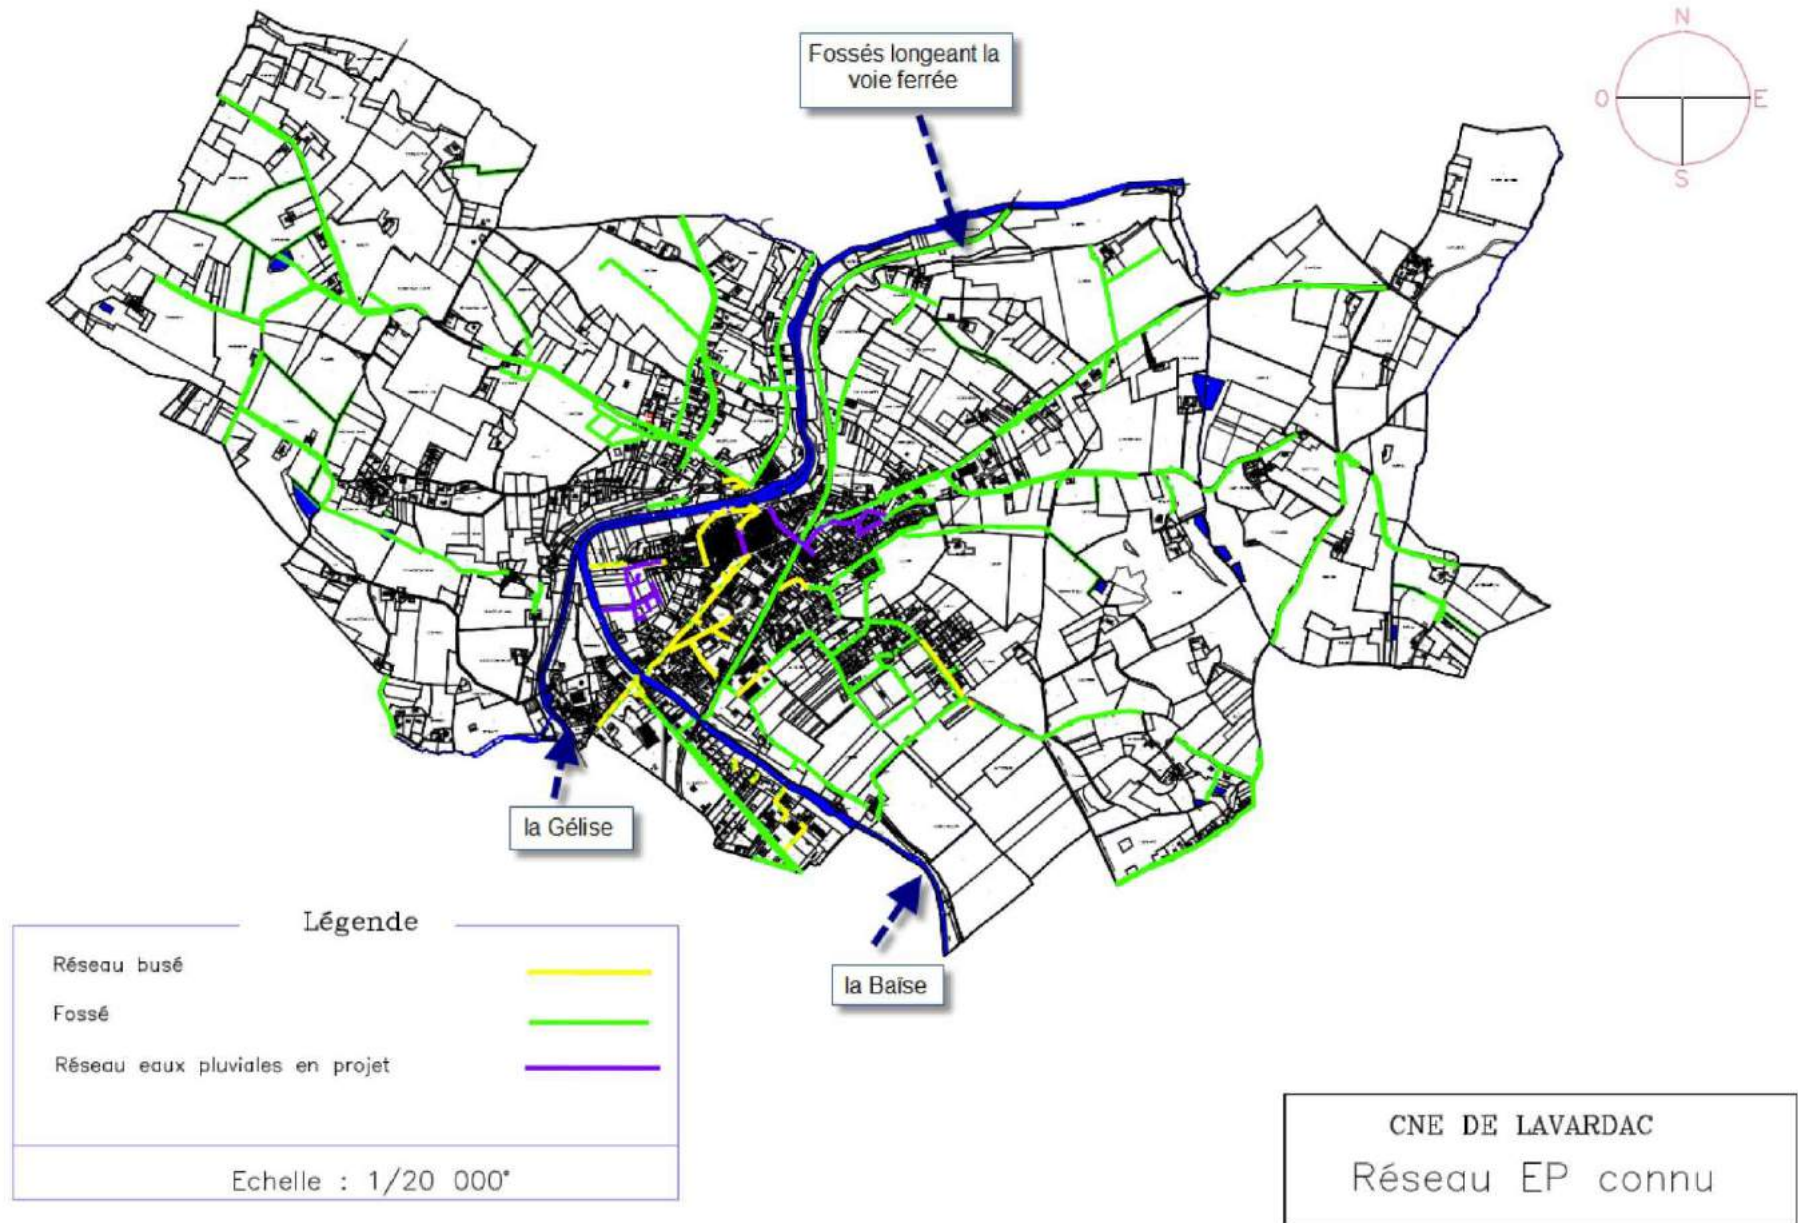 Fossés longeant la
voie ferrée
N
O
E
S
la Gélise
la Baïse
Légende
Réseau busé
Fossé
Réseau eaux pluviales en projet
Echelle : 1/20 000°
CNE DE LAVARDAC
Réseau EP connu